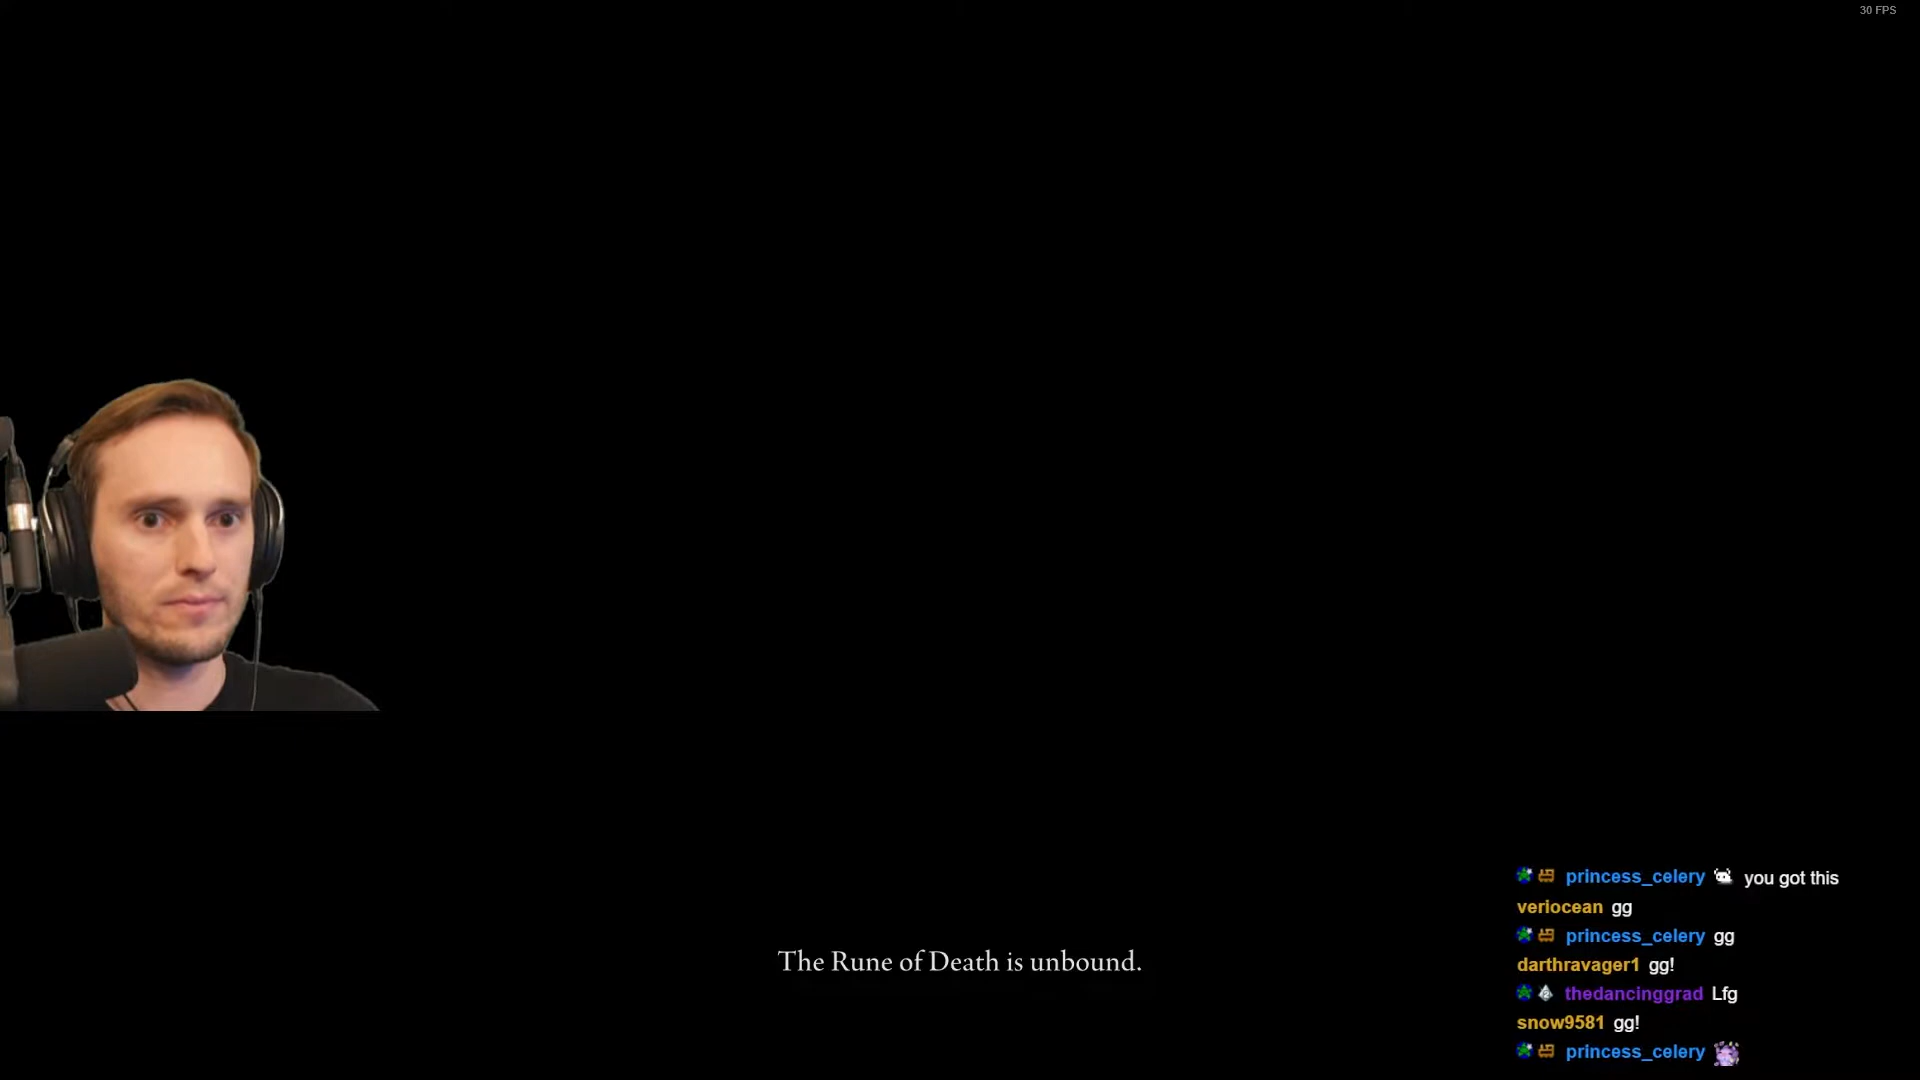 30 FPS
princess_celery you got this
veriocean gg
princess_celery gg
darthravager1 gg!
thedancinggrad Lfg
The Rune of Death is unbound.
snow9581 gg!
princess_celery